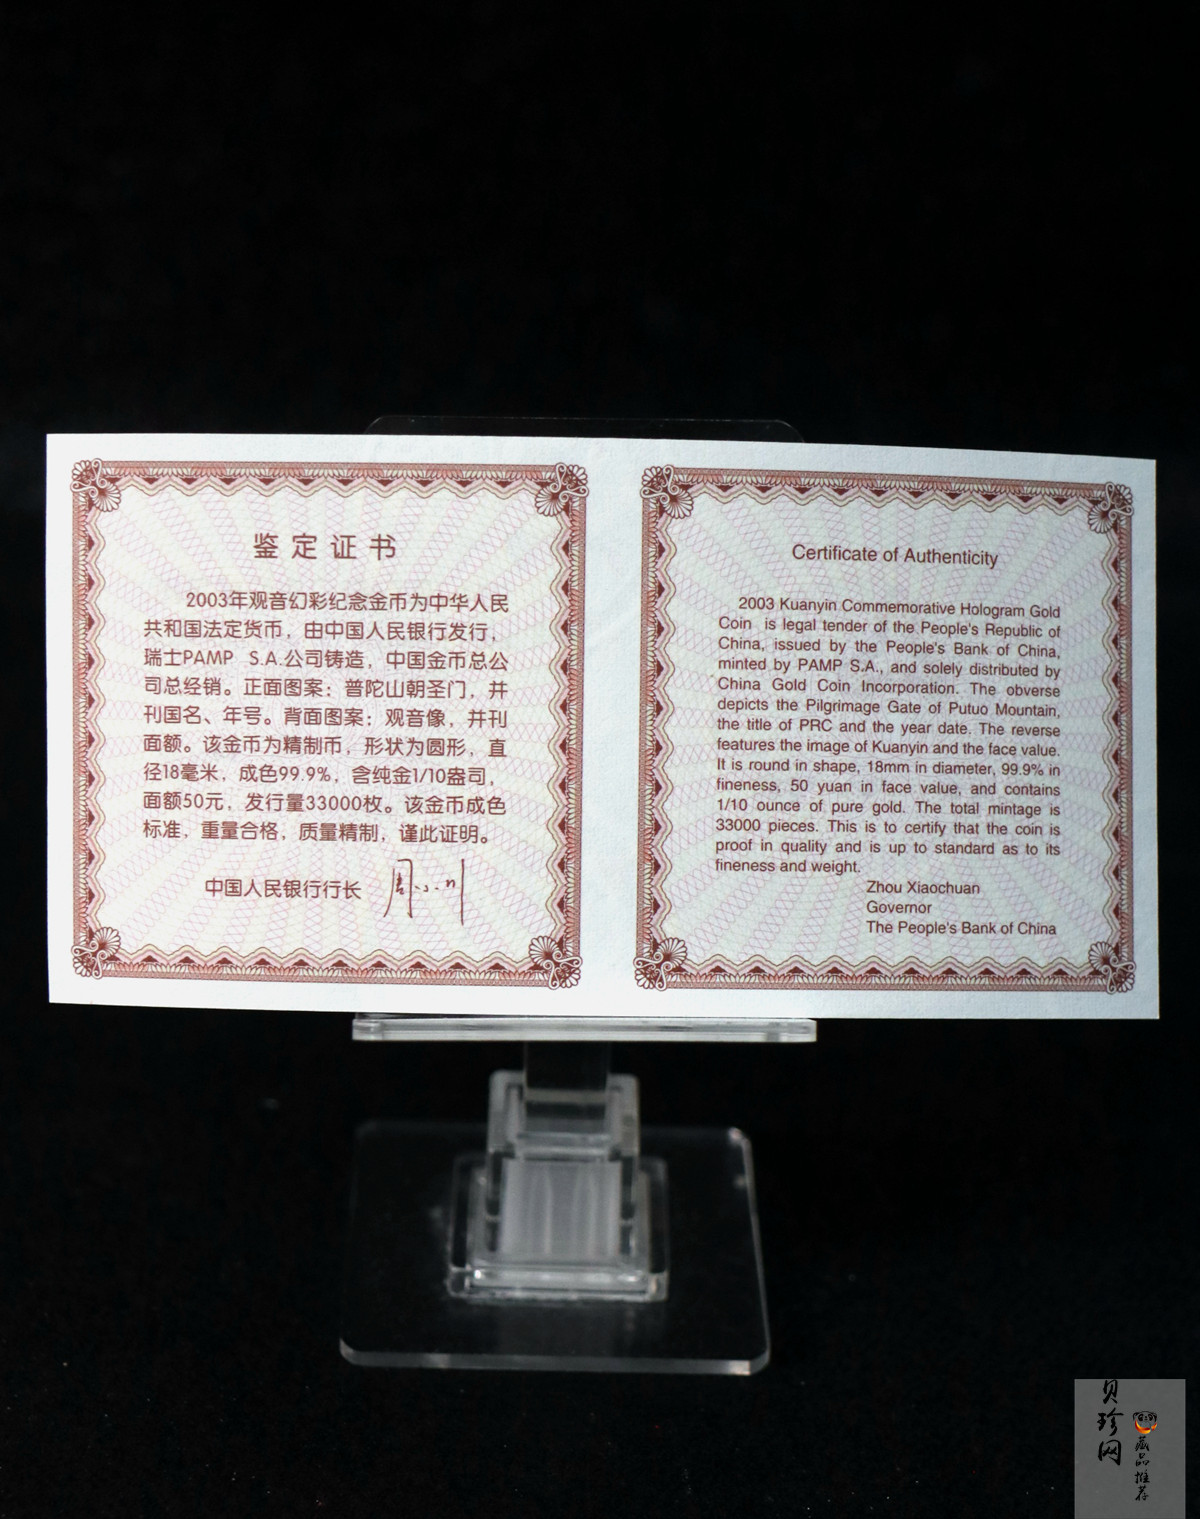 鉴定证书
2003年观音幻彩纪念金币为中华人民
共和国法定货币，由中国人民银行发行，
瑞士PAMP S.A.公司铸造，中国金币总公
司总经销。正面图案：普陀山朝圣门，并
刊国名、年号。背面图案：观音像，并刊
面额。该金币为精制币，形状为圆形，直
径18毫米，成色99.9%，含纯金1/10盎司，
面额50元，发行量33000枚。该金币成色
标准，重量合格，质量精制，谨此证明。
中国人民银行行长 周小川
Certificate of Authenticity
2003 Kuanyin Commemorative Hologram Gold
Coin is legal tender of the People's Republic of
China, issued by the People's Bank of China,
minted by PAMP S.A., and solely distributed by
China Gold Coin Incorporation. The obverse
depicts the Pilgrimage Gate of Putuo Mountain,
the title of PRC and the year date. The reverse
features the image of Kuanyin and the face value.
It is round in shape, 18mm in diameter, 99.9% in
fineness, 50 yuan in face value, and contains
1/10 ounce of pure gold. The total mintage is
33000 pieces. This is to certify that the coin is
proof in quality and is up to standard as to its
fineness and weight.
Zhou Xiaochuan
Governor
The People's Bank of China
贝珍网
藏品推荐